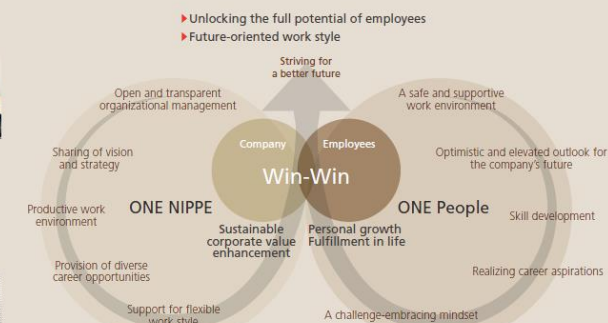 Unlocking the full potential of employees
Future-oriented work style
Striving for
a better future
Open and transparent
organizational management
A safe and supportive
work environment
Company
Employees
Sharing of vision
and strategy
Optimistic and elevated outlook for
the company's future
Win-Win
Productive work
environment
ONE NIPPE
ONE People
Skill development
Sustainable
corporate value
enhancement
Personal growth
Fulfillment in life
Provision of diverse
career opportunities
Realizing career aspirations
Support for flexible
work style
A challenge-embracing mindset